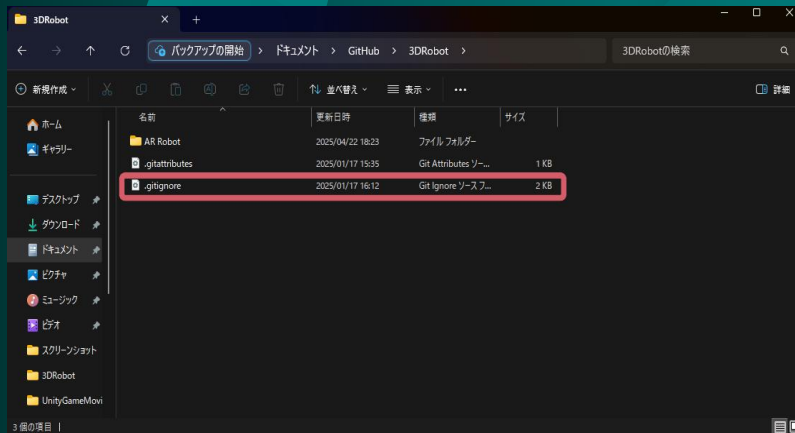 3DRobot
バックアップの開始 > ドキュメント > GitHub > 3DRobot >
3DRobotの検索
新規作成
並べ替え
表示
詳細
名前
更新日時
種類
サイズ
ホーム
ギャラリー
デスクトップ
ダウンロード
ドキュメント
ピクチャ
ミュージック
ビデオ
スクリーンショット
3DRobot
UnityGameMovi
AR Robot 2025/04/22 18:23 ファイル フォルダー
.gitattributes 2025/01/17 15:35 Git Attributes ソー... 1 KB
.gitignore 2025/01/17 16:12 Git Ignore ソース フ... 2 KB
3 個の項目